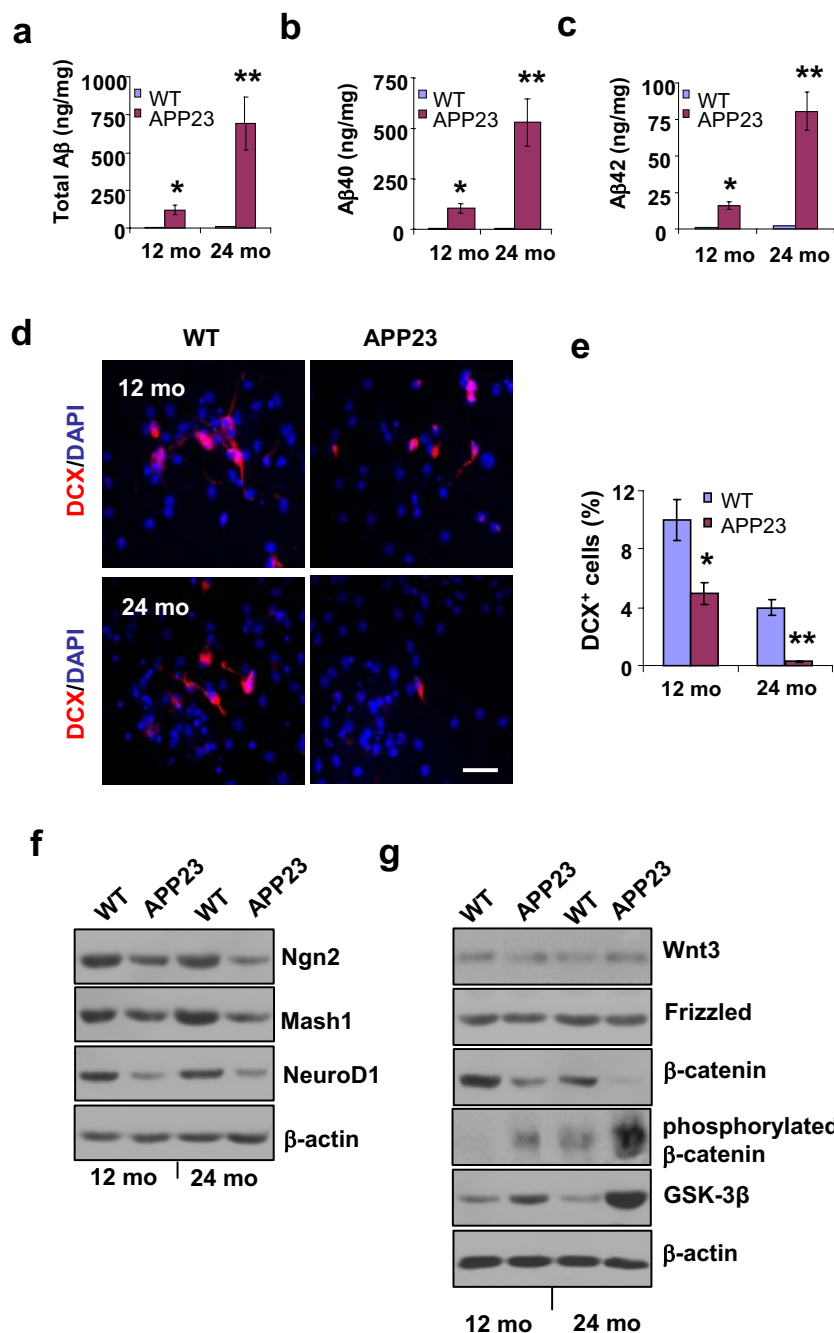 a
Total Aβ (ng/mg)
1000
750
500
250
0
**
*
WT
APP23
12 mo
24 mo
b
Aβ40 (ng/mg)
750
500
250
0
**
*
WT
APP23
12 mo
24 mo
c
Aβ42 (ng/mg)
100
75
50
25
0
**
*
WT
APP23
12 mo
24 mo
d
WT
APP23
DCX/DAPI
12 mo
DCX/DAPI
24 mo
e
DCX+ cells (%)
12
8
4
0
WT
APP23
*
**
12 mo
24 mo
f
WT
APP23
WT
APP23
Ngn2
Mash1
NeuroD1
β-actin
12 mo
24 mo
g
WT
APP23
WT
APP23
Wnt3
Frizzled
β-catenin
phosphorylated
β-catenin
GSK-3β
β-actin
12 mo
24 mo